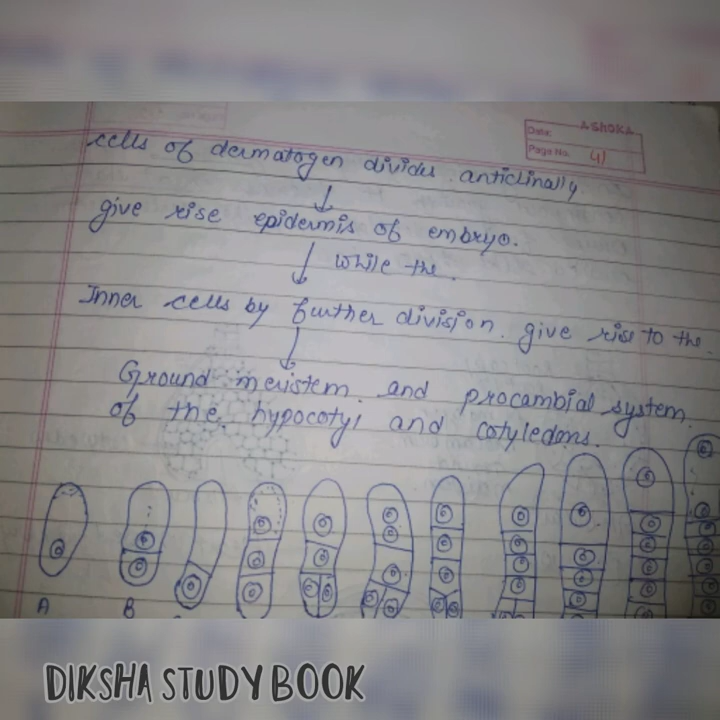 ASHOKA
Date:
Page No. 41
cells of dermatogen divides anticlinally.
↓
give rise epidermis of embryo.
↓ while the.
Inner cells by further division. give rise to the.
↓
Ground meristem. and procambial system.
of the. hypocotyl and cotyledons.
A B
DIKSHA STUDY BOOK